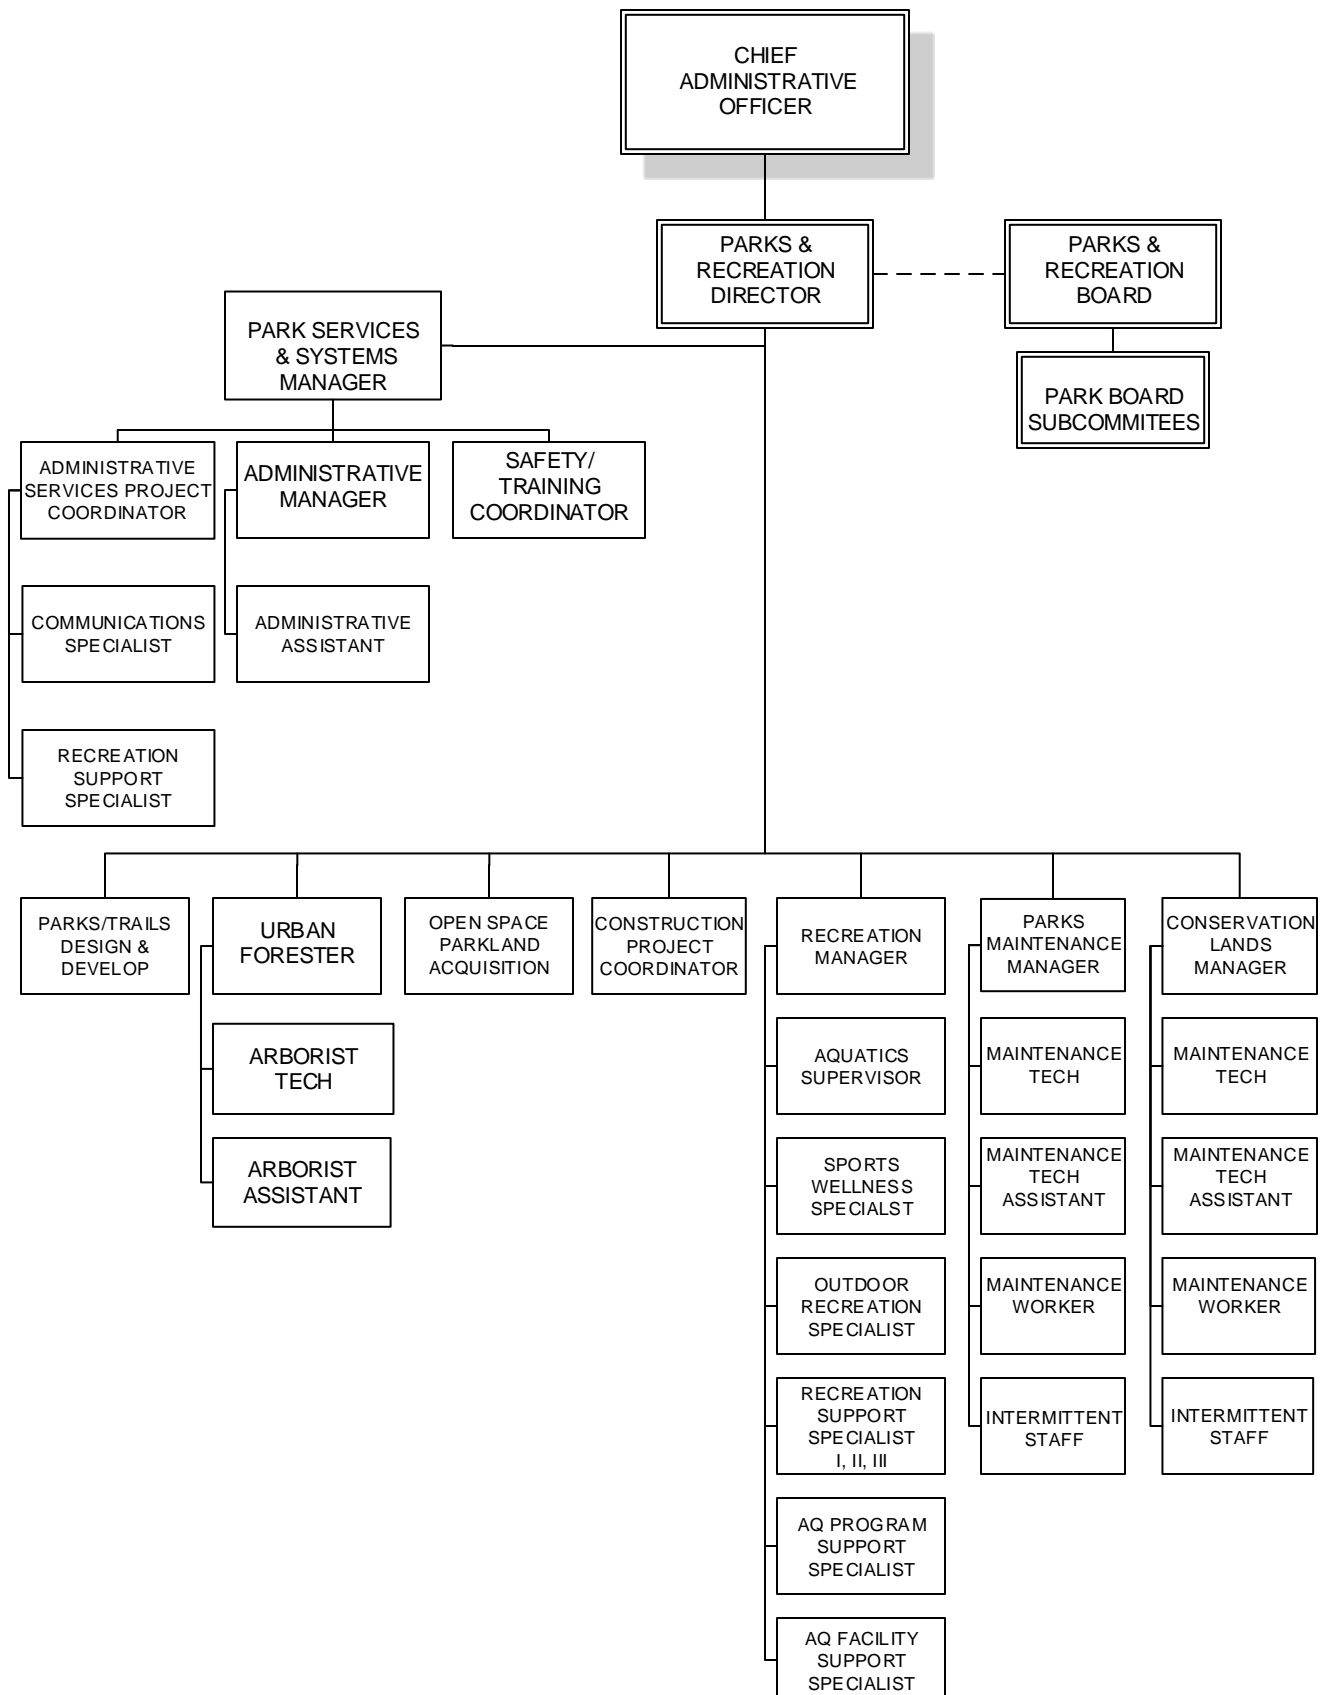 CHIEF
ADMINISTRATIVE
OFFICER
PARKS &
RECREATION
DIRECTOR
PARKS &
RECREATION
BOARD
PARK SERVICES
& SYSTEMS
MANAGER
PARK BOARD
SUBCOMMITEES
ADMINISTRATIVE
SERVICES PROJECT
COORDINATOR
ADMINISTRATIVE
MANAGER
SAFETY/
TRAINING
COORDINATOR
COMMUNICATIONS
SPECIALIST
ADMINISTRATIVE
ASSISTANT
RECREATION
SUPPORT
SPECIALIST
PARKS/TRAILS
DESIGN &
DEVELOP
URBAN
FORESTER
OPEN SPACE
PARKLAND
ACQUISITION
CONSTRUCTION
PROJECT
COORDINATOR
RECREATION
MANAGER
PARKS
MAINTENANCE
MANAGER
CONSERVATION
LANDS
MANAGER
ARBORIST
TECH
AQUATICS
SUPERVISOR
MAINTENANCE
TECH
MAINTENANCE
TECH
ARBORIST
ASSISTANT
SPORTS
WELLNESS
SPECIALST
MAINTENANCE
TECH
ASSISTANT
MAINTENANCE
TECH
ASSISTANT
OUTDOOR
RECREATION
SPECIALIST
MAINTENANCE
WORKER
MAINTENANCE
WORKER
RECREATION
SUPPORT
SPECIALIST
I, II, III
INTERMITTENT
STAFF
INTERMITTENT
STAFF
AQ PROGRAM
SUPPORT
SPECIALIST
AQ FACILITY
SUPPORT
SPECIALIST